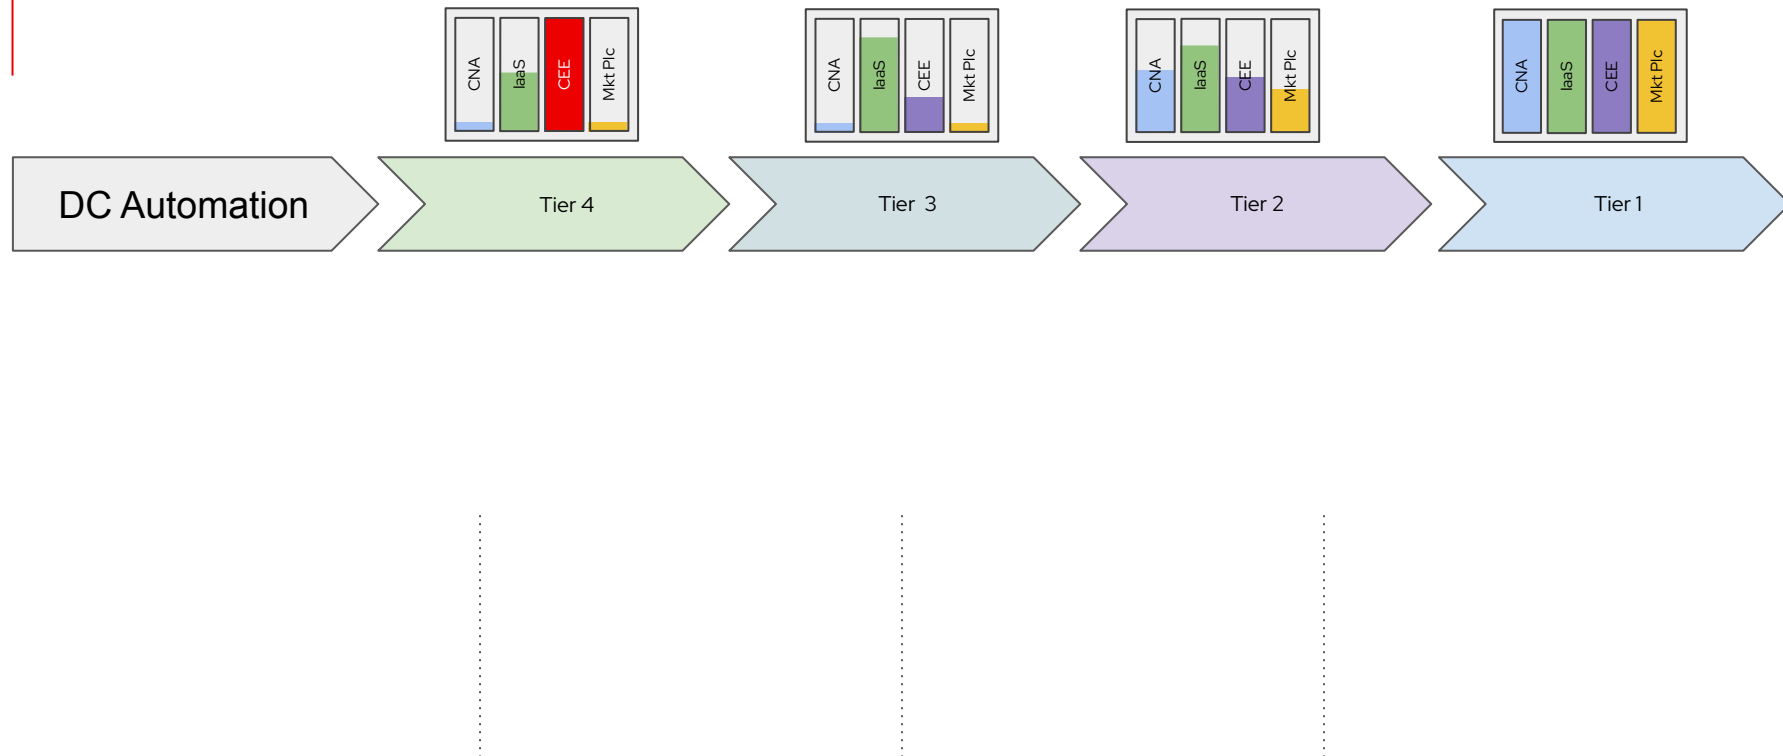 CNA
IaaS
CEE
Mkt Plc
CNA
IaaS
CEE
Mkt Plc
CNA
IaaS
CEE
Mkt Plc
CNA
IaaS
CEE
Mkt Plc
DC Automation
Tier 4
Tier 3
Tier 2
Tier 1